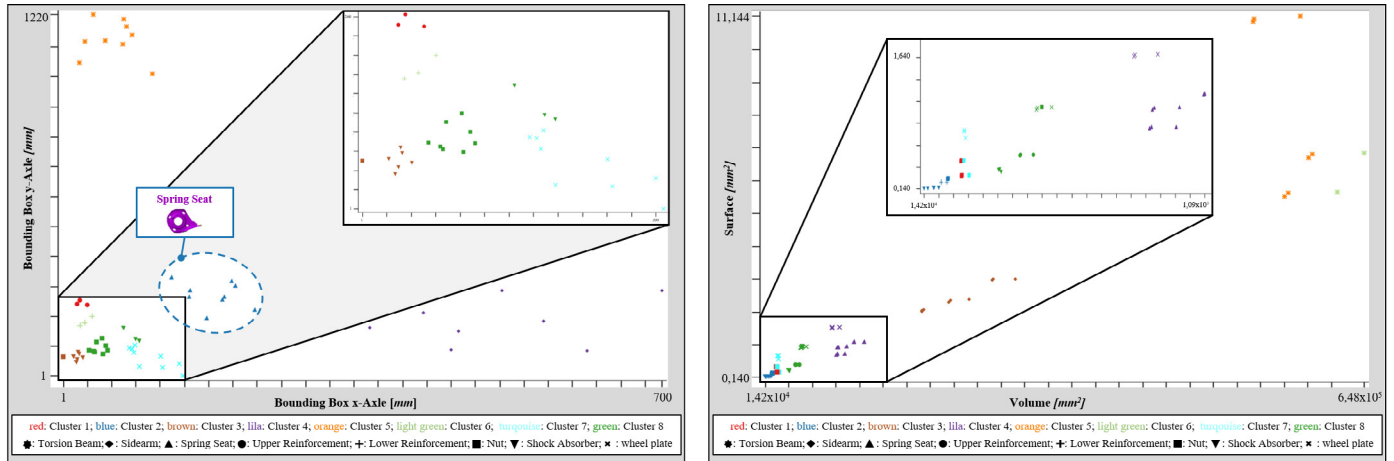 1220
Bounding Box y-Axle [mm]
Spring Seat
1
1
Bounding Box x-Axle [mm]
700
red: Cluster 1; blue: Cluster 2; brown: Cluster 3; lila: Cluster 4; orange: Cluster 5; light green: Cluster 6; turqouise: Cluster 7; green: Cluster 8
: Torsion Beam; : Sidearm; : Spring Seat; : Upper Reinforcement; : Lower Reinforcement; : Nut; : Shock Absorber; : wheel plate
11,144
Surface [mm²]
1,640
0,140
1,42x10⁴
0,140
1,42x10⁴
Volume [mm²]
6,48x10⁵
red: Cluster 1; blue: Cluster 2; brown: Cluster 3; lila: Cluster 4; orange: Cluster 5; light green: Cluster 6; turqouise: Cluster 7; green: Cluster 8
: Torsion Beam; : Sidearm; : Spring Seat; : Upper Reinforcement; : Lower Reinforcement; : Nut; : Shock Absorber; : wheel plate